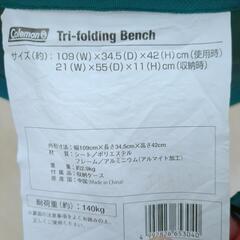 Coleman Tri-folding Bench
サイズ(約):109(W)×34.5(D)×42(H)cm(使用時)
21(W)×55(D)×11(H)cm(収納時)
外形寸法:幅109cm×長さ34.5cm×高さ42cm
材質:シート/ポリエステル
フレーム/アルミニウム(アルマイト加工)
重量:約2.9kg
付属品:収納ケース
原産国:中国(Made in China)
耐荷重(約):140kg
4992826653040